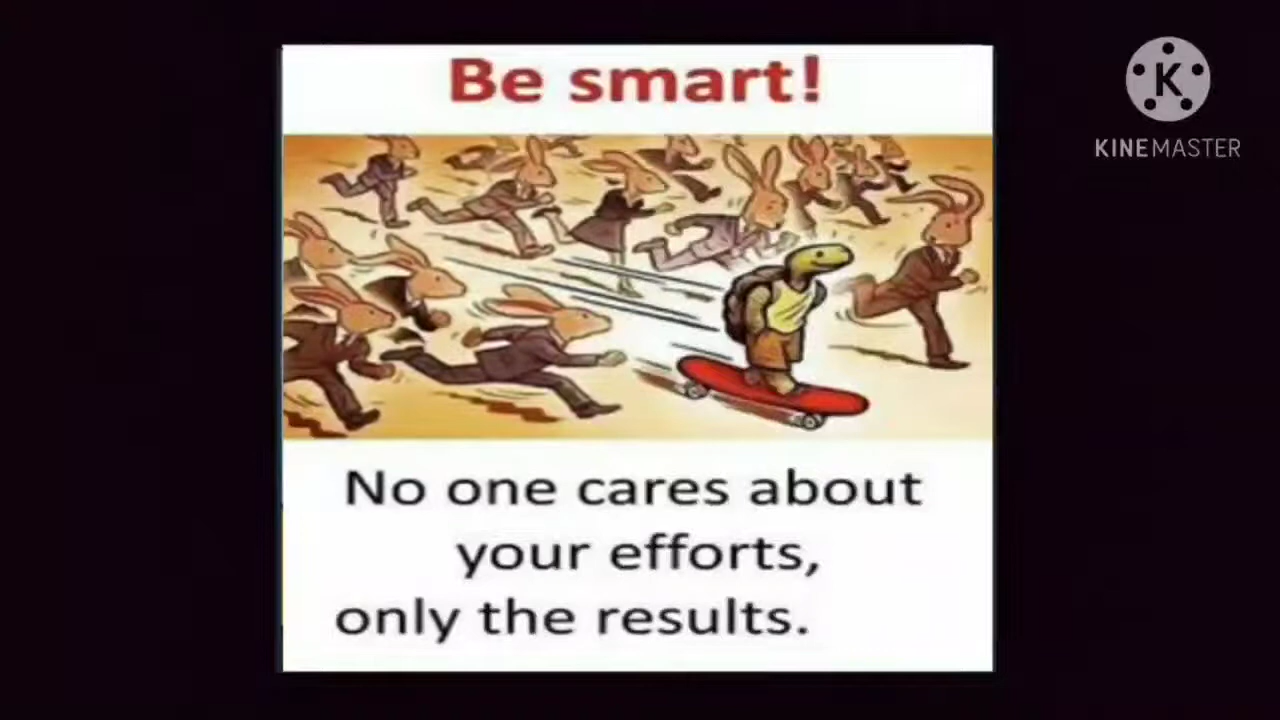 Be smart!
K
KINEMASTER
No one cares about
your efforts,
only the results.